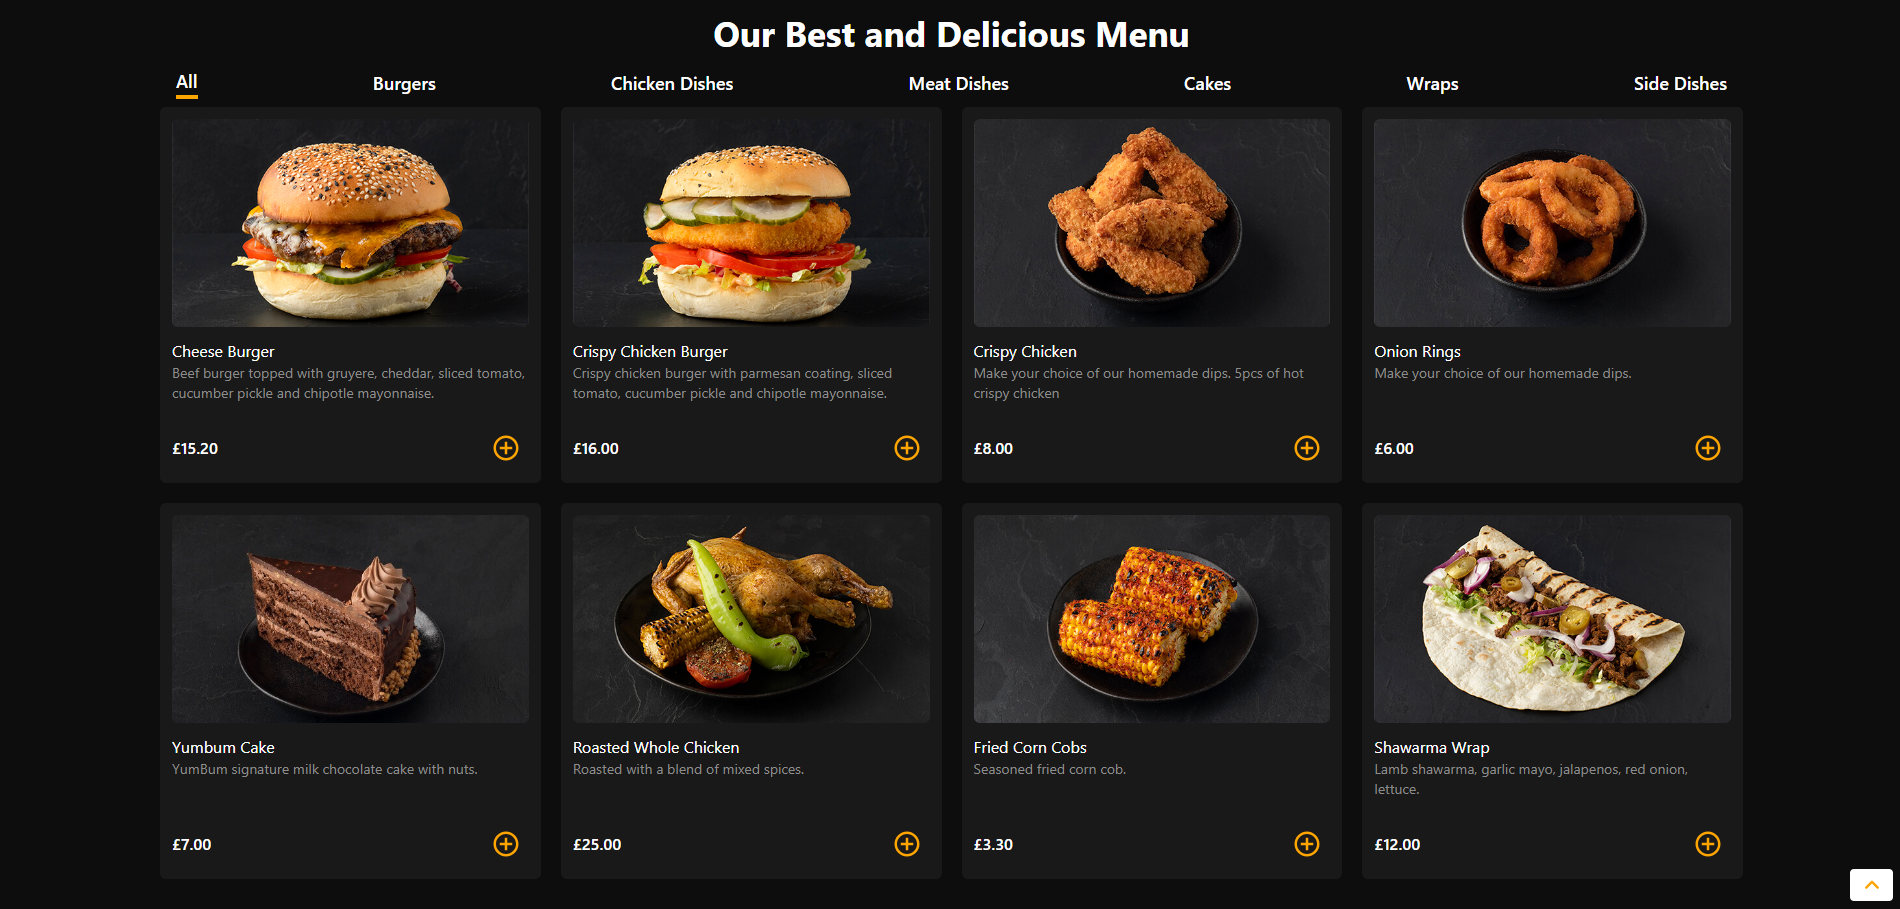 Our Best and Delicious Menu
All Burgers Chicken Dishes Meat Dishes Cakes Wraps Side Dishes
Cheese Burger
Beef burger topped with gruyere, cheddar, sliced tomato,
cucumber pickle and chipotle mayonnaise.
£15.20
Crispy Chicken Burger
Crispy chicken burger with parmesan coating, sliced
tomato, cucumber pickle and chipotle mayonnaise.
£16.00
Crispy Chicken
Make your choice of our homemade dips. 5pcs of hot
crispy chicken
£8.00
Onion Rings
Make your choice of our homemade dips.
£6.00
Yumbum Cake
YumBum signature milk chocolate cake with nuts.
£7.00
Roasted Whole Chicken
Roasted with a blend of mixed spices.
£25.00
Fried Corn Cobs
Seasoned fried corn cob.
£3.30
Shawarma Wrap
Lamb shawarma, garlic mayo, jalapenos, red onion,
lettuce.
£12.00